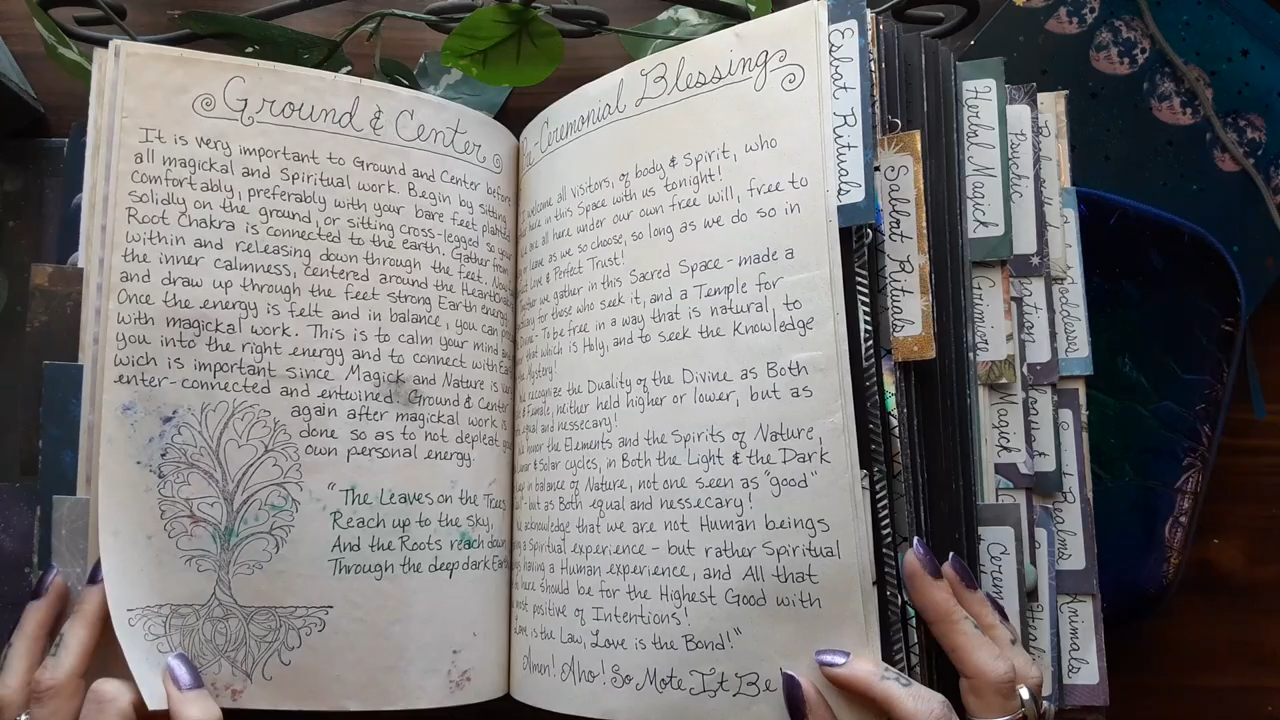 Ground & Center
It is very important to Ground and Center before
all magickal and Spiritual work. Begin by sitting
comfortably, preferably with your bare feet planted
solidly on the ground, or sitting cross-legged so your
Root Chakra is connected to the earth. Gather from
within and releasing down through the feet. Now
the inner calmness, centered around the Heart
and draw up through the feet strong Earth energy
Once the energy is felt and in balance, you can
with magickal work. This is to calm your mind and
you into the right energy and to connect with Earth
wich is important since Magick and Nature is
enter-connected and entwined. Ground & Center
again after magickal work is
done so as to not depleat
own personal energy.
"The Leaves on the Trees
Reach up to the sky,
And the Roots reach down
Through the deep dark Earth
-Ceremonial Blessing
I welcome all visitors, of body & Spirit, who
here in this Space with us tonight!
are all here under our own free will, free to
or leave as we so choose, so long as we do so in
Love & Perfect Trust!
we gather in this Sacred Space - made a
for those who seek it, and a Temple for
Divine - To be free in a way that is natural, to
that which is Holy, and to seek the Knowledge
Mystery!
recognize the Duality of the Divine as Both
& Female, neither held higher or lower, but as
equal and nessecary!
honor the Elements and the Spirits of Nature,
& Solar cycles, in Both the Light & the Dark
in balance of Nature, not one seen as "good"
- but as Both equal and nessecary!
acknowledge that we are not Human beings
a Spiritual experience - but rather Spiritual
having a Human experience, and All that
here should be for the Highest Good with
most positive of Intentions!
Love is the Law, Love is the Bond!"
Amen! Aho! So Mote It Be
Esbat Rituals
Sabbat Rituals
Herbal Magick
Psychic
Grimoire
Magick
Realms
Animals